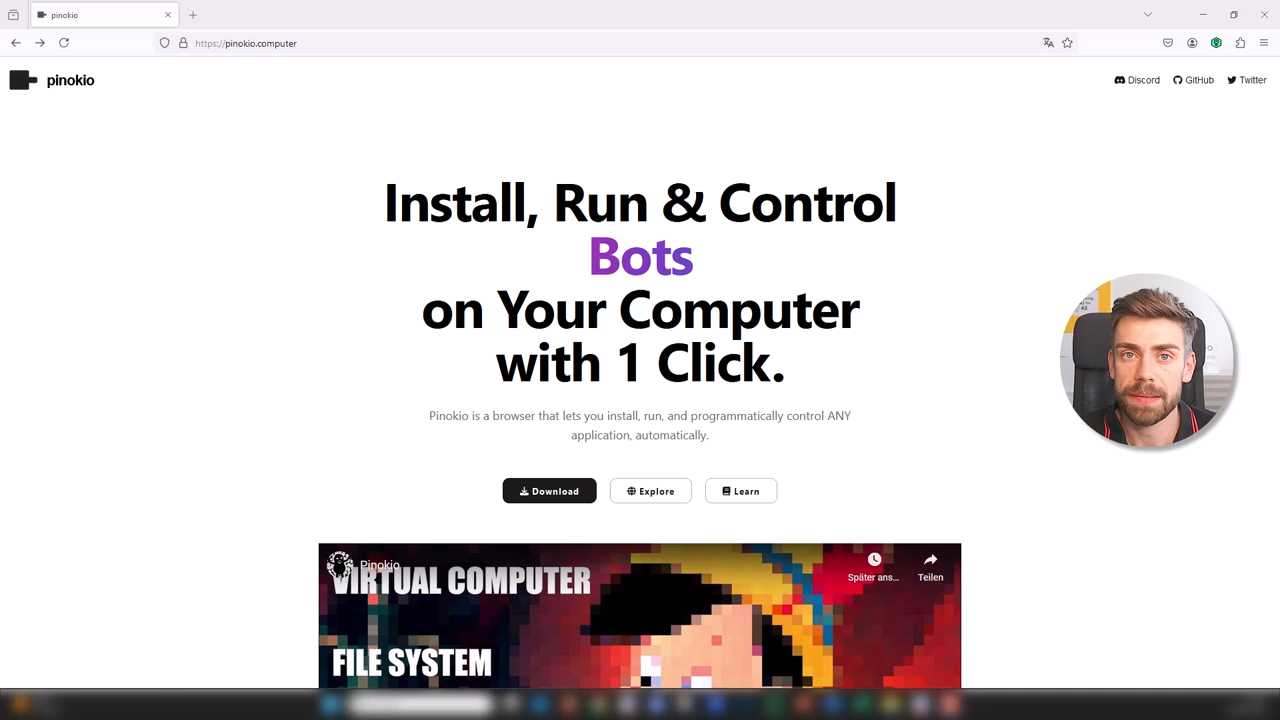 pinokio
https://pinokio.computer
pinokio
Discord
GitHub
Twitter
Install, Run & Control
Bots
on Your Computer
with 1 Click.
Pinokio is a browser that lets you install, run, and programmatically control ANY
application, automatically.
Download
Explore
Learn
Pinokio
VIRTUAL COMPUTER
Später ans...
Teilen
FILE SYSTEM